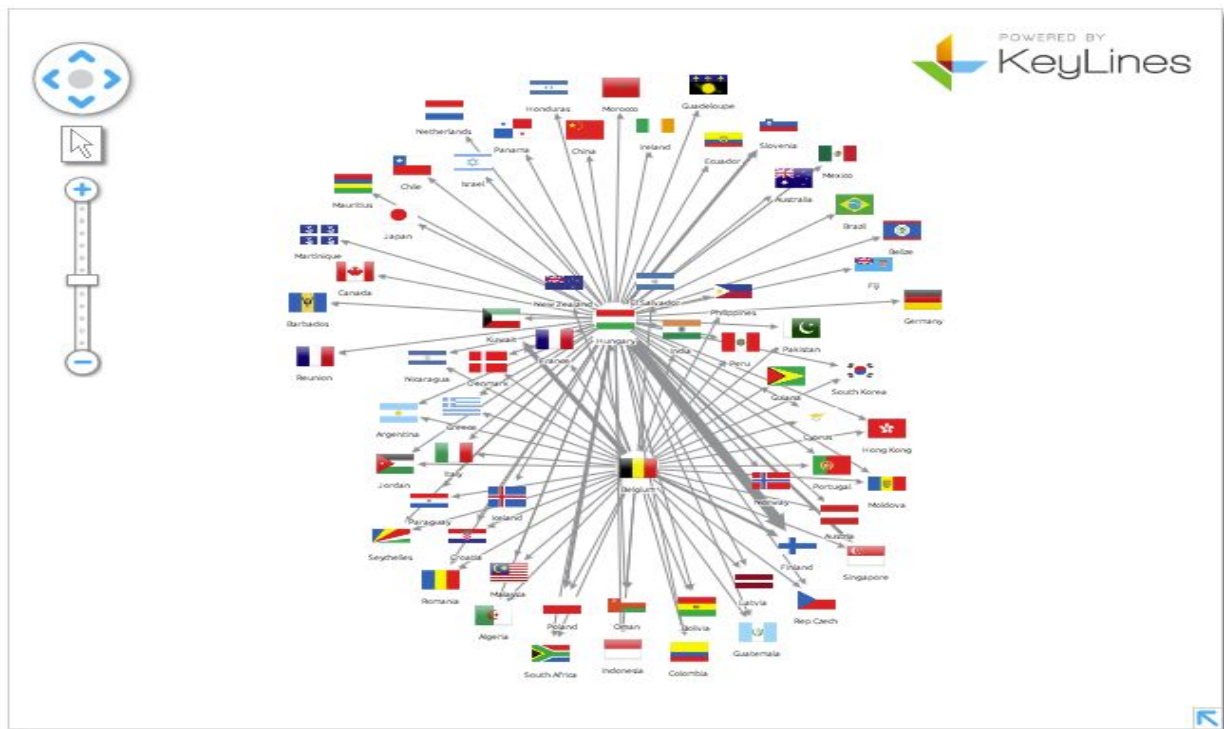 POWERED BY
KeyLines
Honduras
Morocco
Guadeloupe
Netherlands
Panama
China
Ireland
Ecuador
Slovenia
Mexico
Chile
Israel
Australia
Mauritius
Japan
Brazil
Belize
Martinique
Canada
Fiji
New Zealand
El Salvador
Philippines
Barbados
Germany
Kuwait
Hungary
France
India
Peru
Pakistan
Reunion
Nicaragua
Denmark
Guiana
South Korea
Argentina
Greece
Cyprus
Hong Kong
Jordan
Italy
Belgium
Norway
Portugal
Moldova
Paraguay
Iceland
Austria
Seychelles
Croatia
Finland
Singapore
Romania
Malaysia
Latvia
Rep.Czech
Algeria
Poland
Oman
Bolivia
Guatemala
South Africa
Indonesia
Colombia